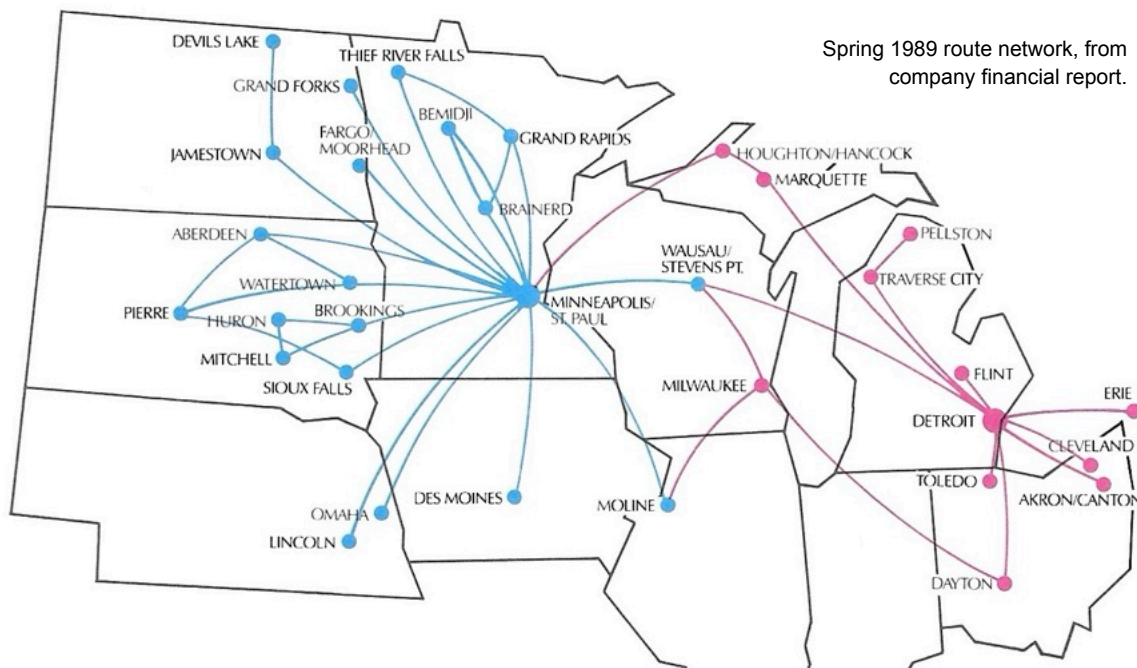 Spring 1989 route network, from
company financial report.
DEVILS LAKE
THIEF RIVER FALLS
GRAND FORKS
BEMIDJI
FARGO/
MOORHEAD
GRAND RAPIDS
JAMESTOWN
HOUGHTON/HANCOCK
MARQUETTE
BRAINERD
ABERDEEN
PELLSTON
WAUSAU/
STEVENS PT.
TRAVERSE CITY
WATERTOWN
MINNEAPOLIS/
ST. PAUL
PIERRE
HURON
BROOKINGS
MITCHELL
SIOUX FALLS
MILWAUKEE
FLINT
ERIE
DETROIT
CLEVELAND
TOLEDO
AKRON/CANTON
DES MOINES
MOLINE
OMAHA
LINCOLN
DAYTON